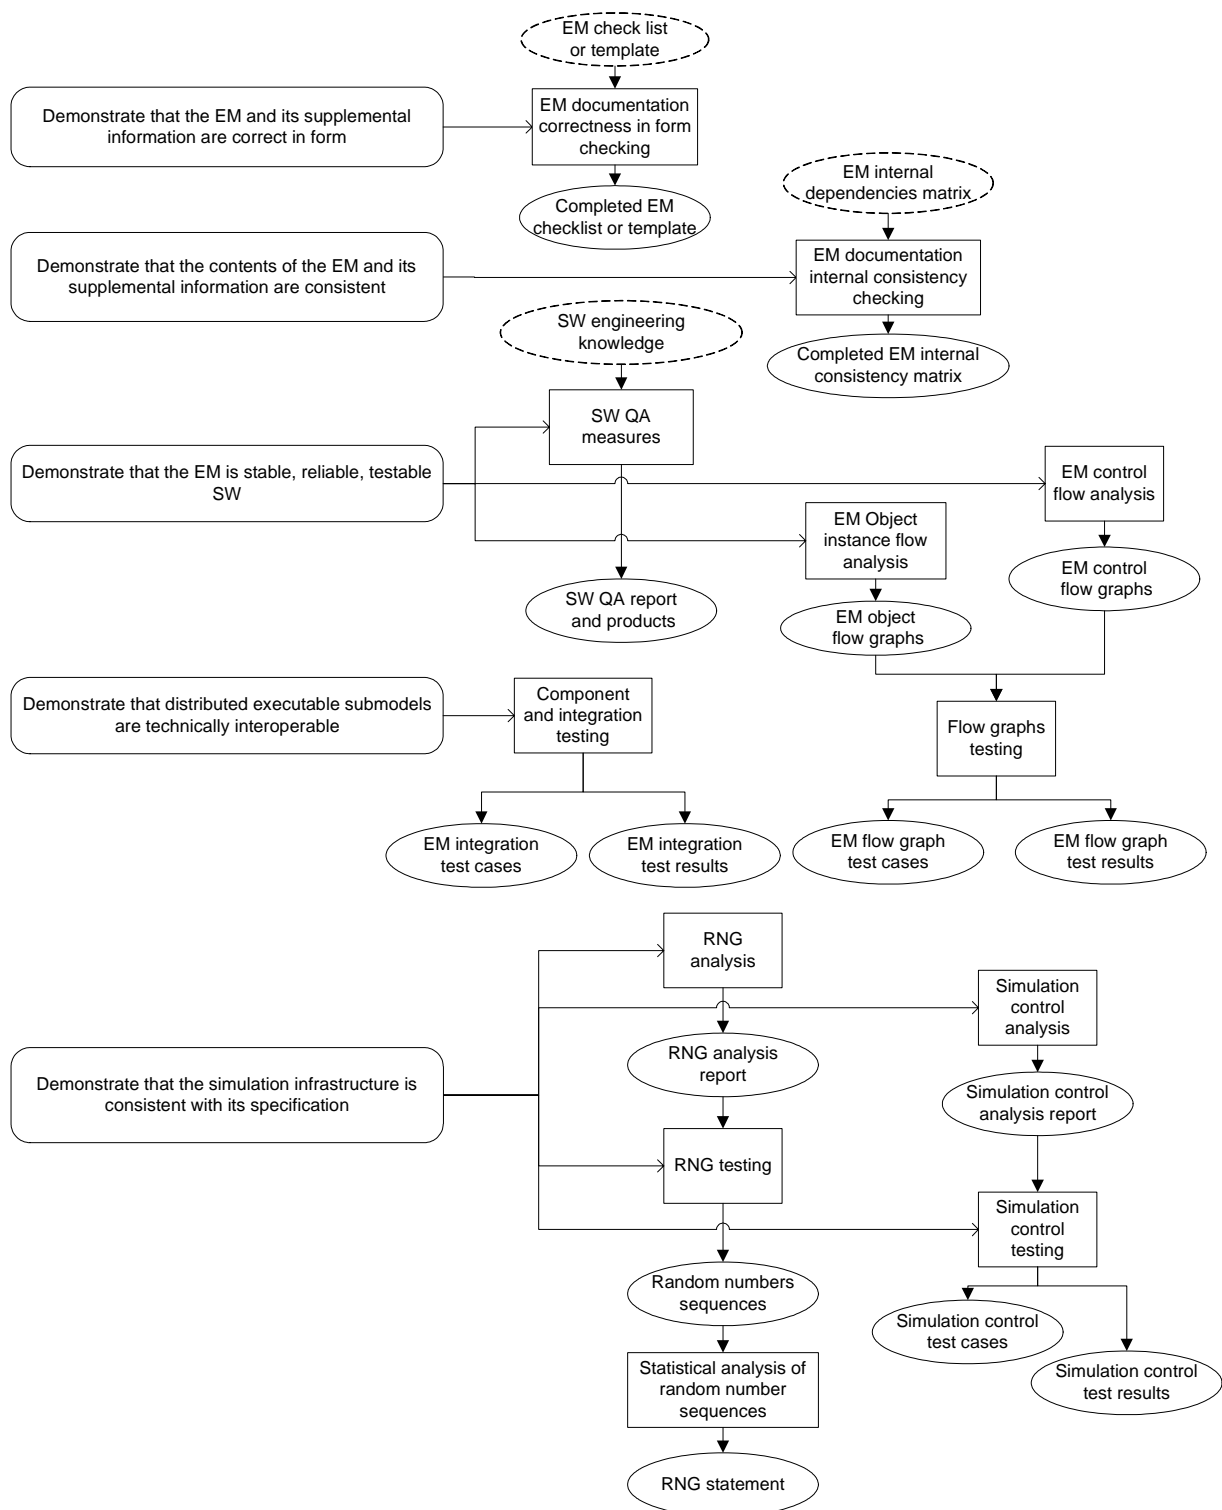 EM check list
or template
Demonstrate that the EM and its supplemental
information are correct in form
EM documentation
correctness in form
checking
EM internal
dependencies matrix
Completed EM
checklist or template
Demonstrate that the contents of the EM and its
supplemental information are consistent
EM documentation
internal consistency
checking
SW engineering
knowledge
Completed EM internal
consistency matrix
SW QA
measures
Demonstrate that the EM is stable, reliable, testable
SW
EM control
flow analysis
EM Object
instance flow
analysis
EM control
flow graphs
SW QA report
and products
EM object
flow graphs
Demonstrate that distributed executable submodels
are technically interoperable
Component
and integration
testing
Flow graphs
testing
EM integration
test cases
EM integration
test results
EM flow graph
test cases
EM flow graph
test results
RNG
analysis
Simulation
control
analysis
RNG analysis
report
Demonstrate that the simulation infrastructure is
consistent with its specification
Simulation control
analysis report
RNG testing
Simulation
control
testing
Random numbers
sequences
Simulation control
test cases
Statistical analysis of
random number
sequences
Simulation control
test results
RNG statement